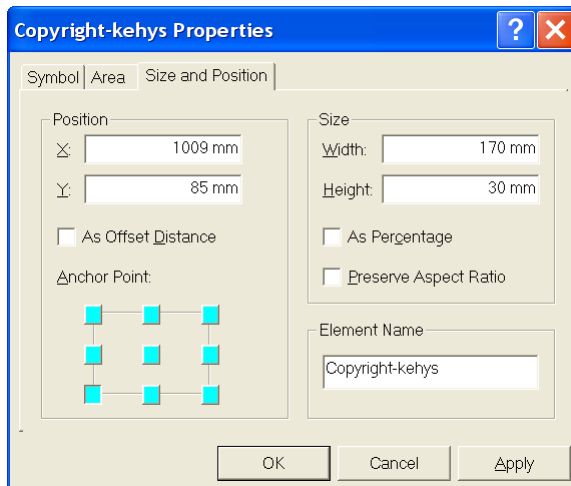 Copyright-kehys Properties
?
Symbol Area Size and Position
Position
X: 1009 mm
Y: 85 mm
As Offset Distance
Anchor Point:
Size
Width: 170 mm
Height: 30 mm
As Percentage
Preserve Aspect Ratio
Element Name
Copyright-kehys
OK Cancel Apply